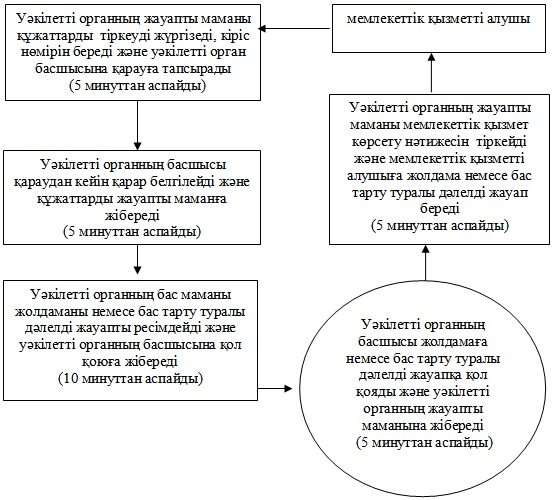 Уәкілетті органның жауапты маманы
құжаттарды тіркеуді жүргізеді, кіріс
нөмірін береді және уәкілетті орган
басшысына қарауға тапсырады
(5 минуттан аспайды)
мемлекеттік қызметті алушы
Уәкілетті органның басшысы
қараудан кейін қарар белгілейді және
құжаттарды жауапты маманға
жібереді
(5 минуттан аспайды)
Уәкілетті органның жауапты
маманы мемлекеттік қызмет
көрсету нәтижесін тіркейді
және мемлекеттік қызметті
алушыға жолдама немесе бас
тарту туралы дәлелді жауап
береді
(5 минуттан аспайды)
Уәкілетті органның бас маманы
жолдаманы немесе бас тарту туралы
дәлелді жауапты ресімдейді және
уәкілетті органның басшысына қол
қоюға жібереді
(10 минуттан аспайды)
Уәкілетті органның
басшысы жолдамаға
немесе бас тарту туралы
дәлелді жауапқа қол
қояды және уәкілетті
органның жауапты
маманына жібереді
(5 минуттан аспайды)